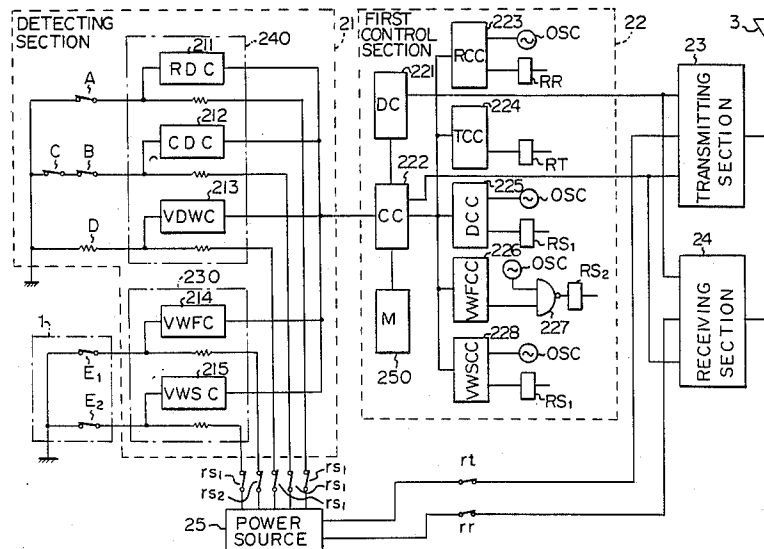 DETECTING
SECTION
240
21
211
RDC
A
212
CDC
C
B
213
VDWC
D
230
214
VWFC
1
E1
215
VWSC
E2
rs1
rs2
rs1
rs1
rs1
25
POWER
SOURCE
FIRST
CONTROL
SECTION
22
223
RCC
OSC
RR
221
DC
224
TCC
RT
222
CC
225
DCC
OSC
RS1
226
VWFCC
OSC
RS2
227
M
250
228
VWSCC
OSC
RS1
3
23
TRANSMITTING
SECTION
24
RECEIVING
SECTION
rt
rr